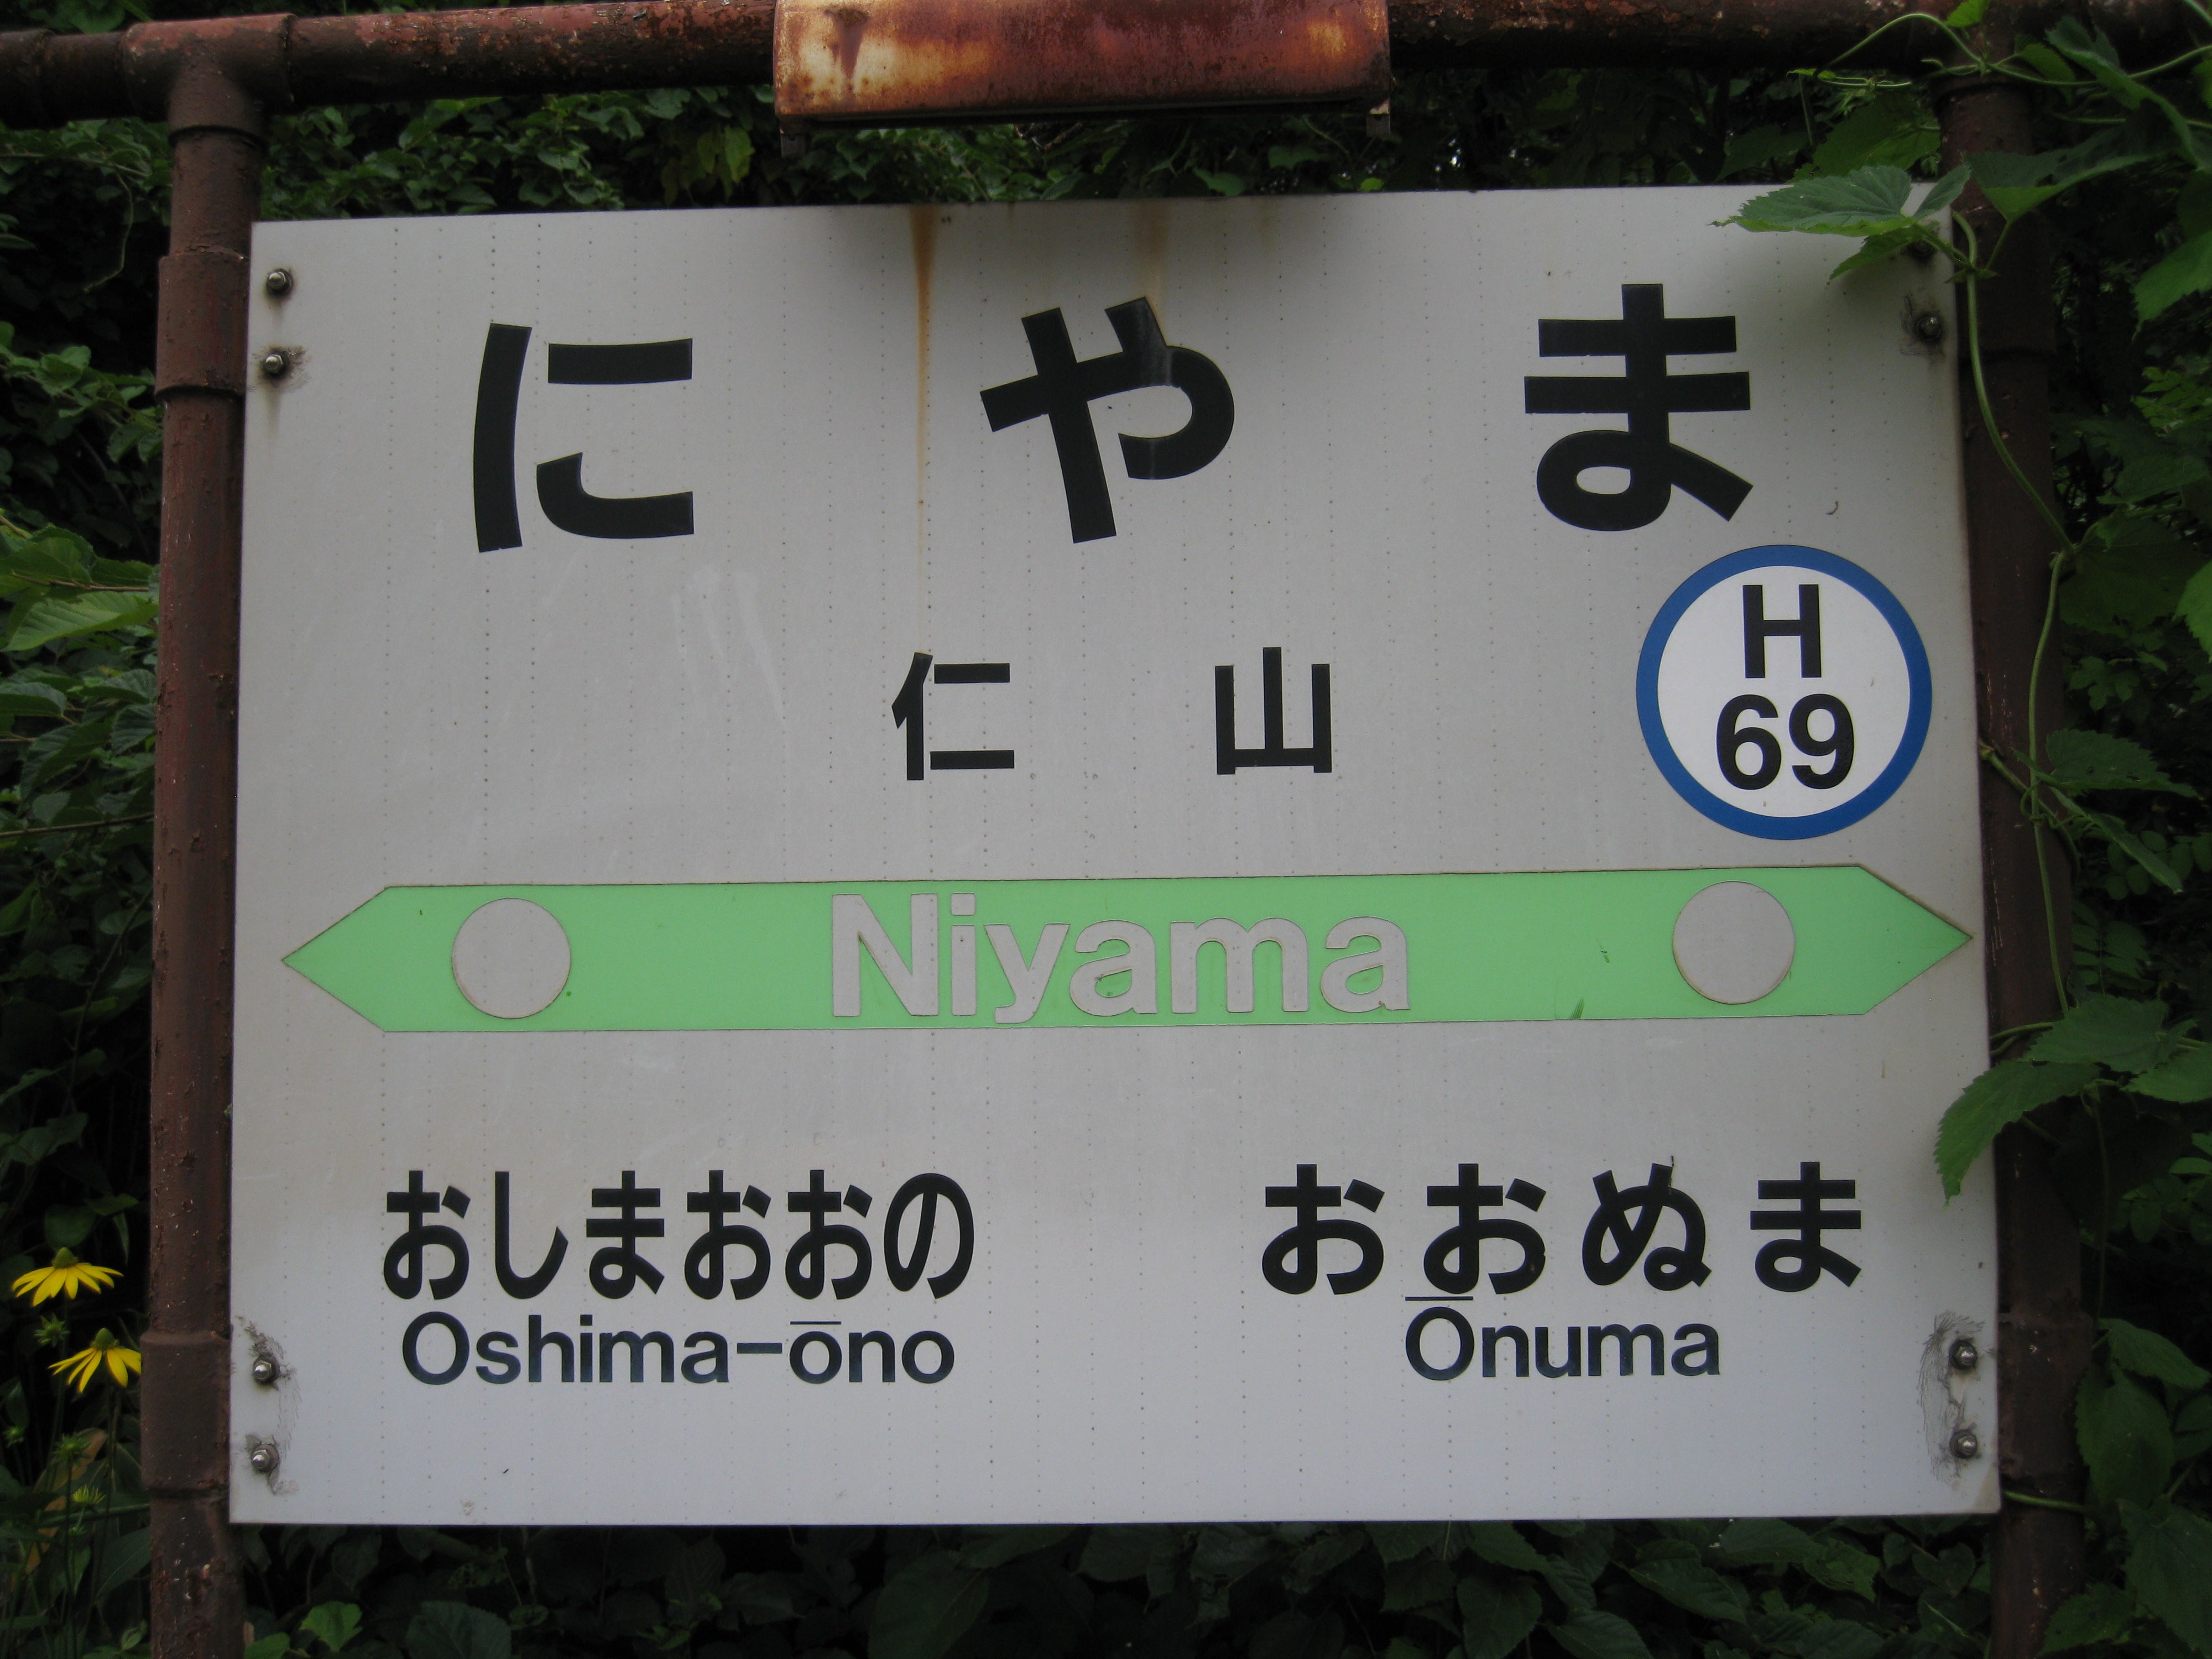 にやま
仁山
H
69
Niyama
おしまおおの
Oshima-ōno
おおぬま
Ōnuma